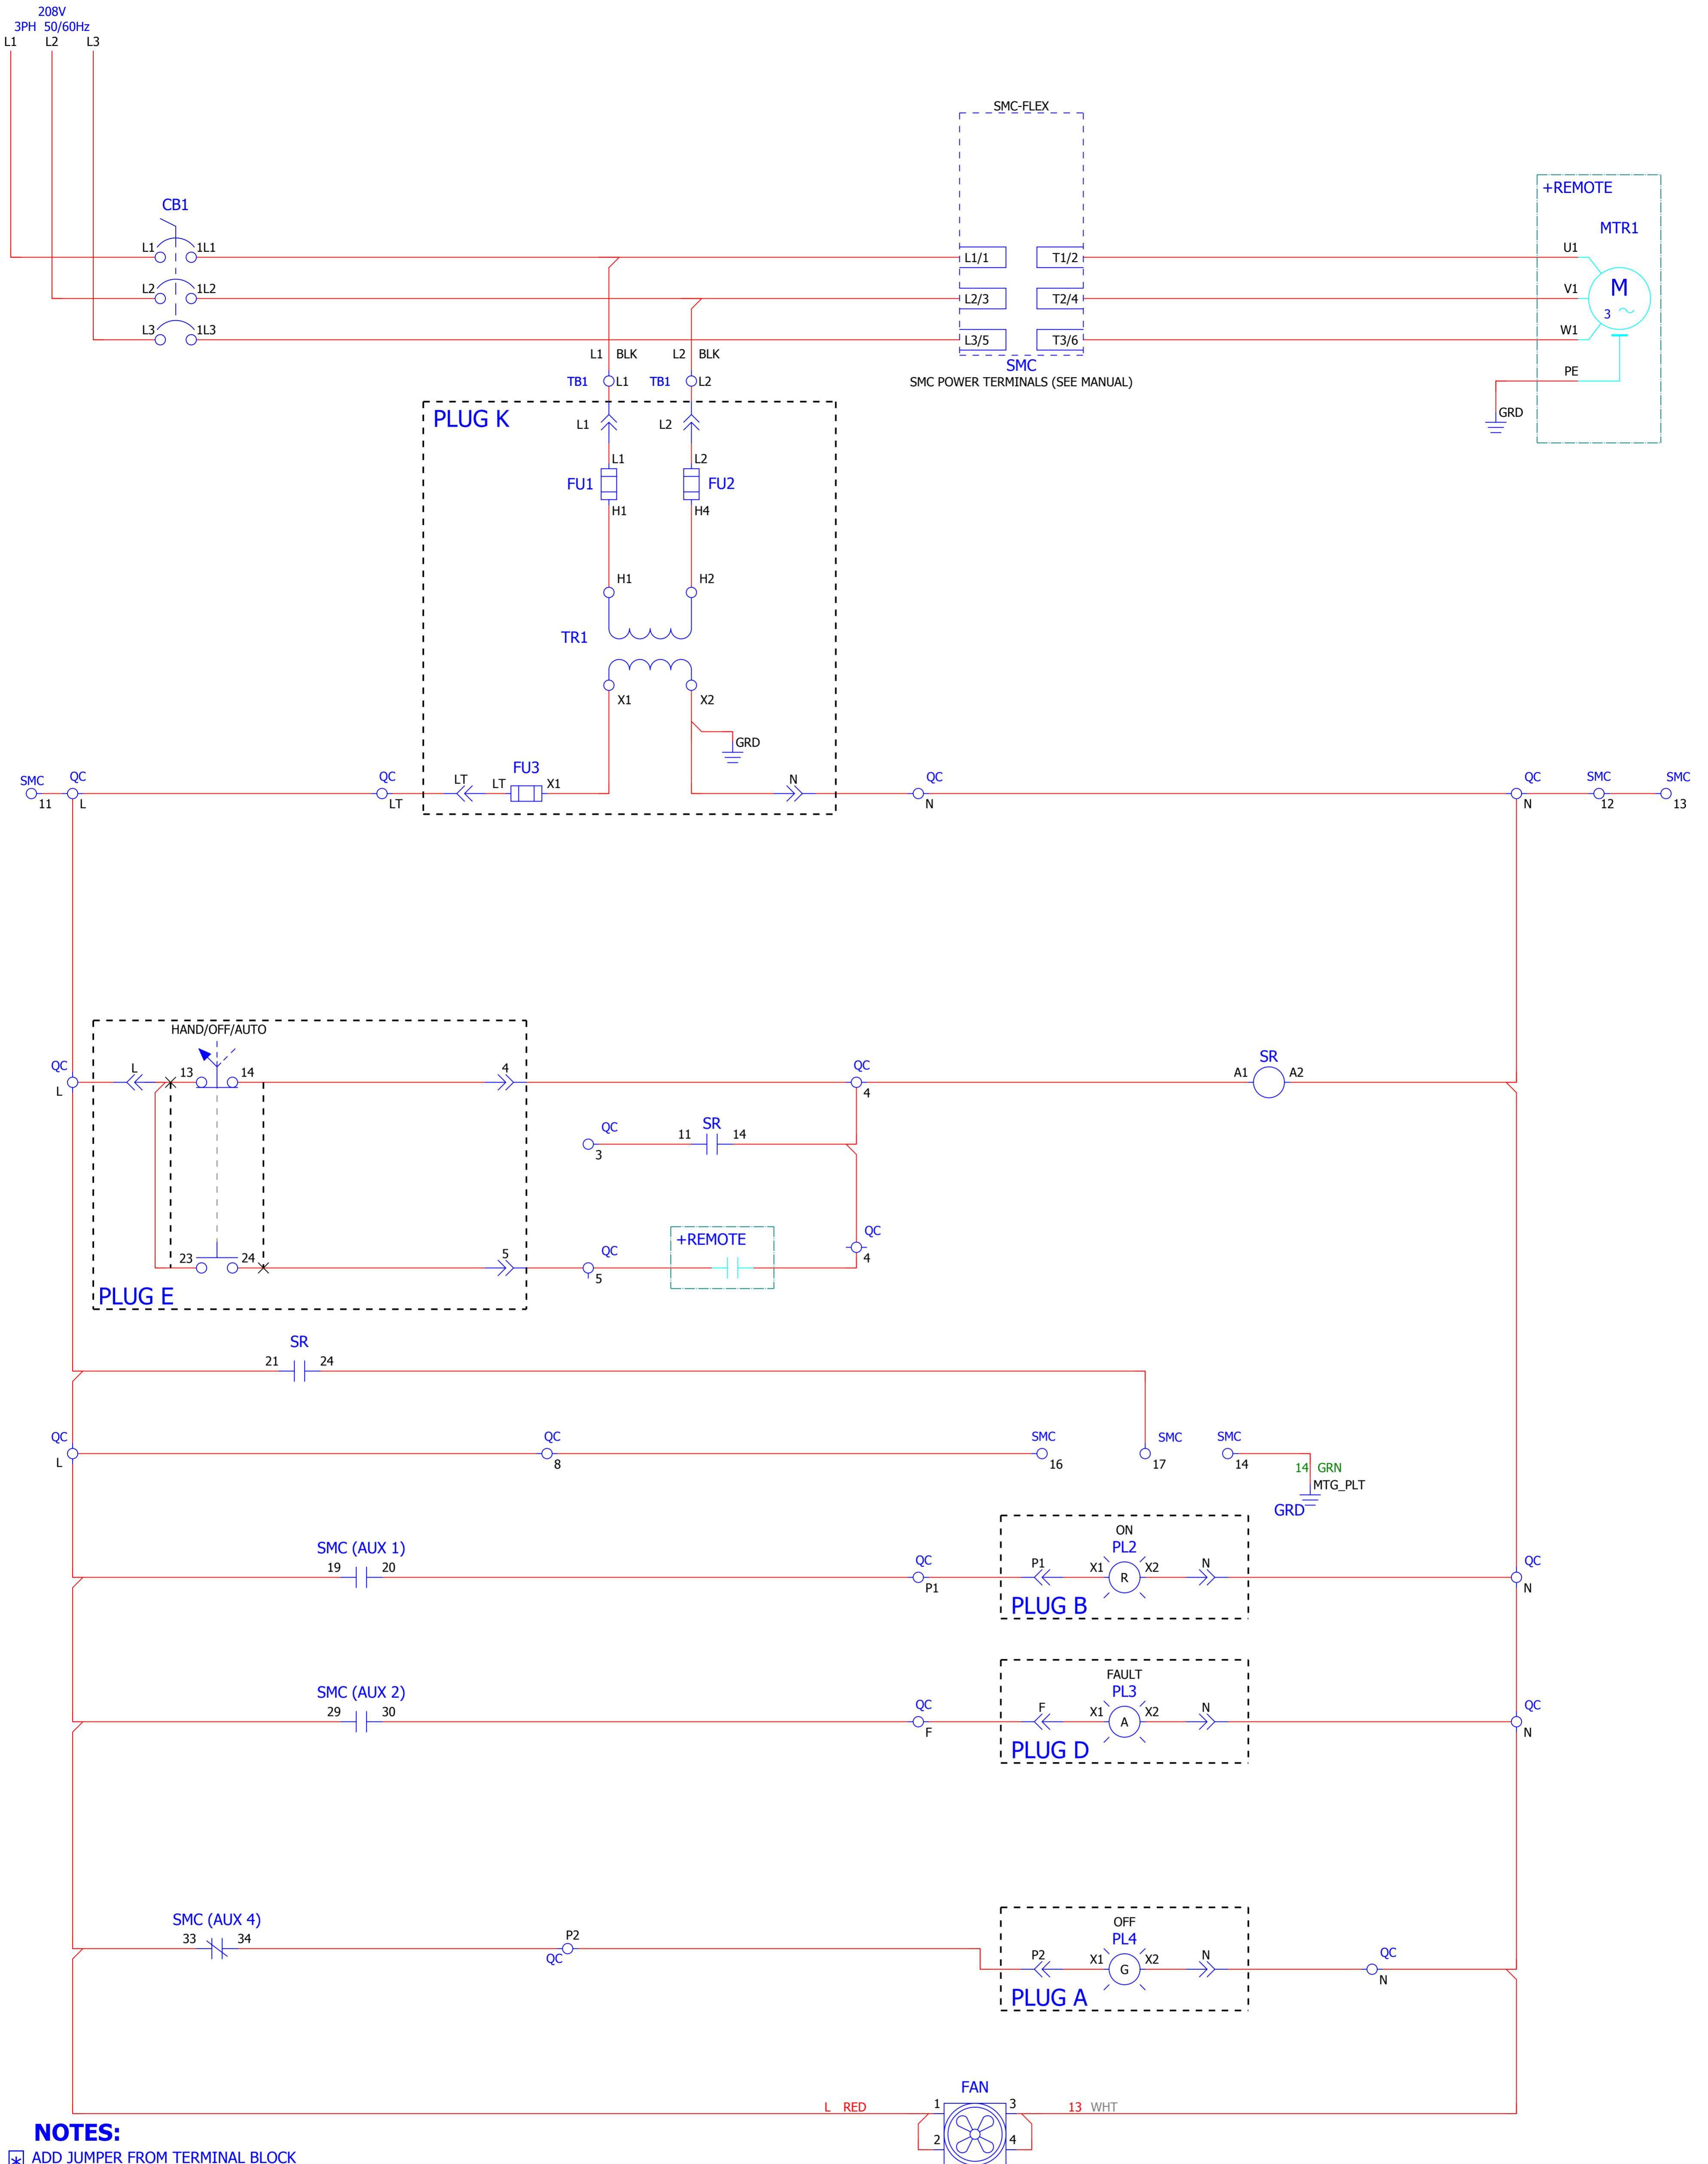 208V
3PH 50/60Hz
L1 L2 L3
SMC-FLEX
+REMOTE
CB1
MTR1
L1 1L1 L1/1 T1/2 U1
L2 1L2 L2/3 T2/4 V1 M
3
L3 1L3 L3/5 T3/6 W1
L1 BLK L2 BLK
SMC
SMC POWER TERMINALS (SEE MANUAL)
PE
TB1 L1 TB1 L2
GRD
PLUG K
L1 L2
L1 L2
FU1 FU2
H1 H4
H1 H2
TR1
X1 X2
GRD
SMC QC QC LT LT FU3 X1 N QC QC SMC SMC
11 L LT N N 12 13
HAND/OFF/AUTO
QC L 13 14 4 QC A1 SR A2
L 4
QC 11 SR 14
3
QC
+REMOTE
23 24 5 QC 4
5
PLUG E
SR
21 24
QC QC SMC SMC SMC
L 8 16 17 14
14 GRN
MTG_PLT
GRD
ON
SMC (AUX 1) PL2
19 20 QC P1 X1 R X2 N QC
P1 N
PLUG B
FAULT
SMC (AUX 2) PL3
29 30 QC F X1 A X2 N QC
F N
PLUG D
OFF
SMC (AUX 4) PL4
33 34 P2 P2 X1 G X2 N QC
QC N
PLUG A
FAN
L RED 1 3 13 WHT
2 4
NOTES:
* ADD JUMPER FROM TERMINAL BLOCK